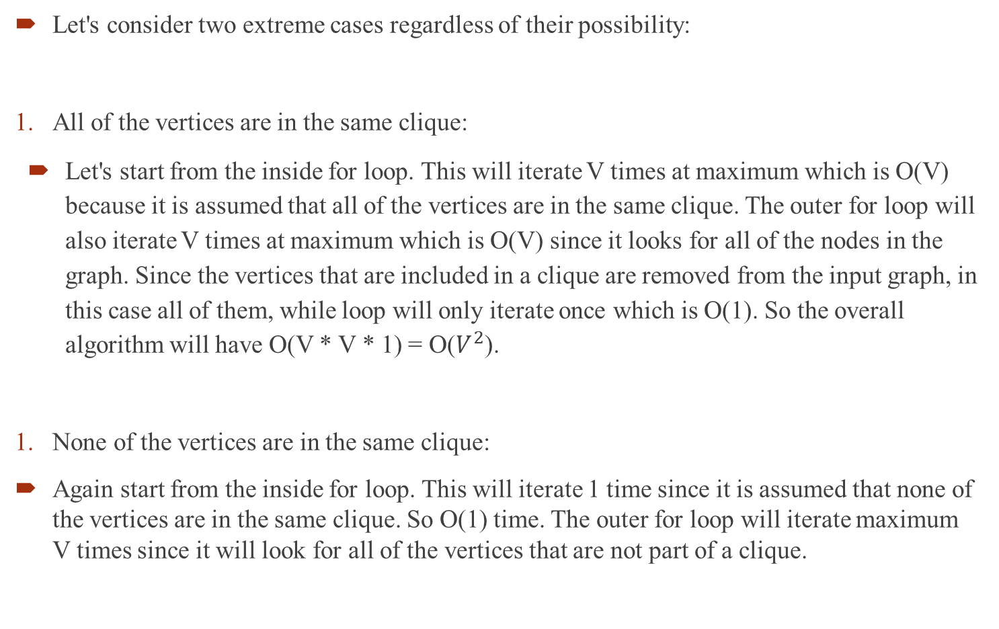 Let's consider two extreme cases regardless of their possibility:
1. All of the vertices are in the same clique:
Let's start from the inside for loop. This will iterate V times at maximum which is O(V)
because it is assumed that all of the vertices are in the same clique. The outer for loop will
also iterate V times at maximum which is O(V) since it looks for all of the nodes in the
graph. Since the vertices that are included in a clique are removed from the input graph, in
this case all of them, while loop will only iterate once which is O(1). So the overall
algorithm will have O(V * V * 1) = O(V²).
1. None of the vertices are in the same clique:
Again start from the inside for loop. This will iterate 1 time since it is assumed that none of
the vertices are in the same clique. So O(1) time. The outer for loop will iterate maximum
V times since it will look for all of the vertices that are not part of a clique.